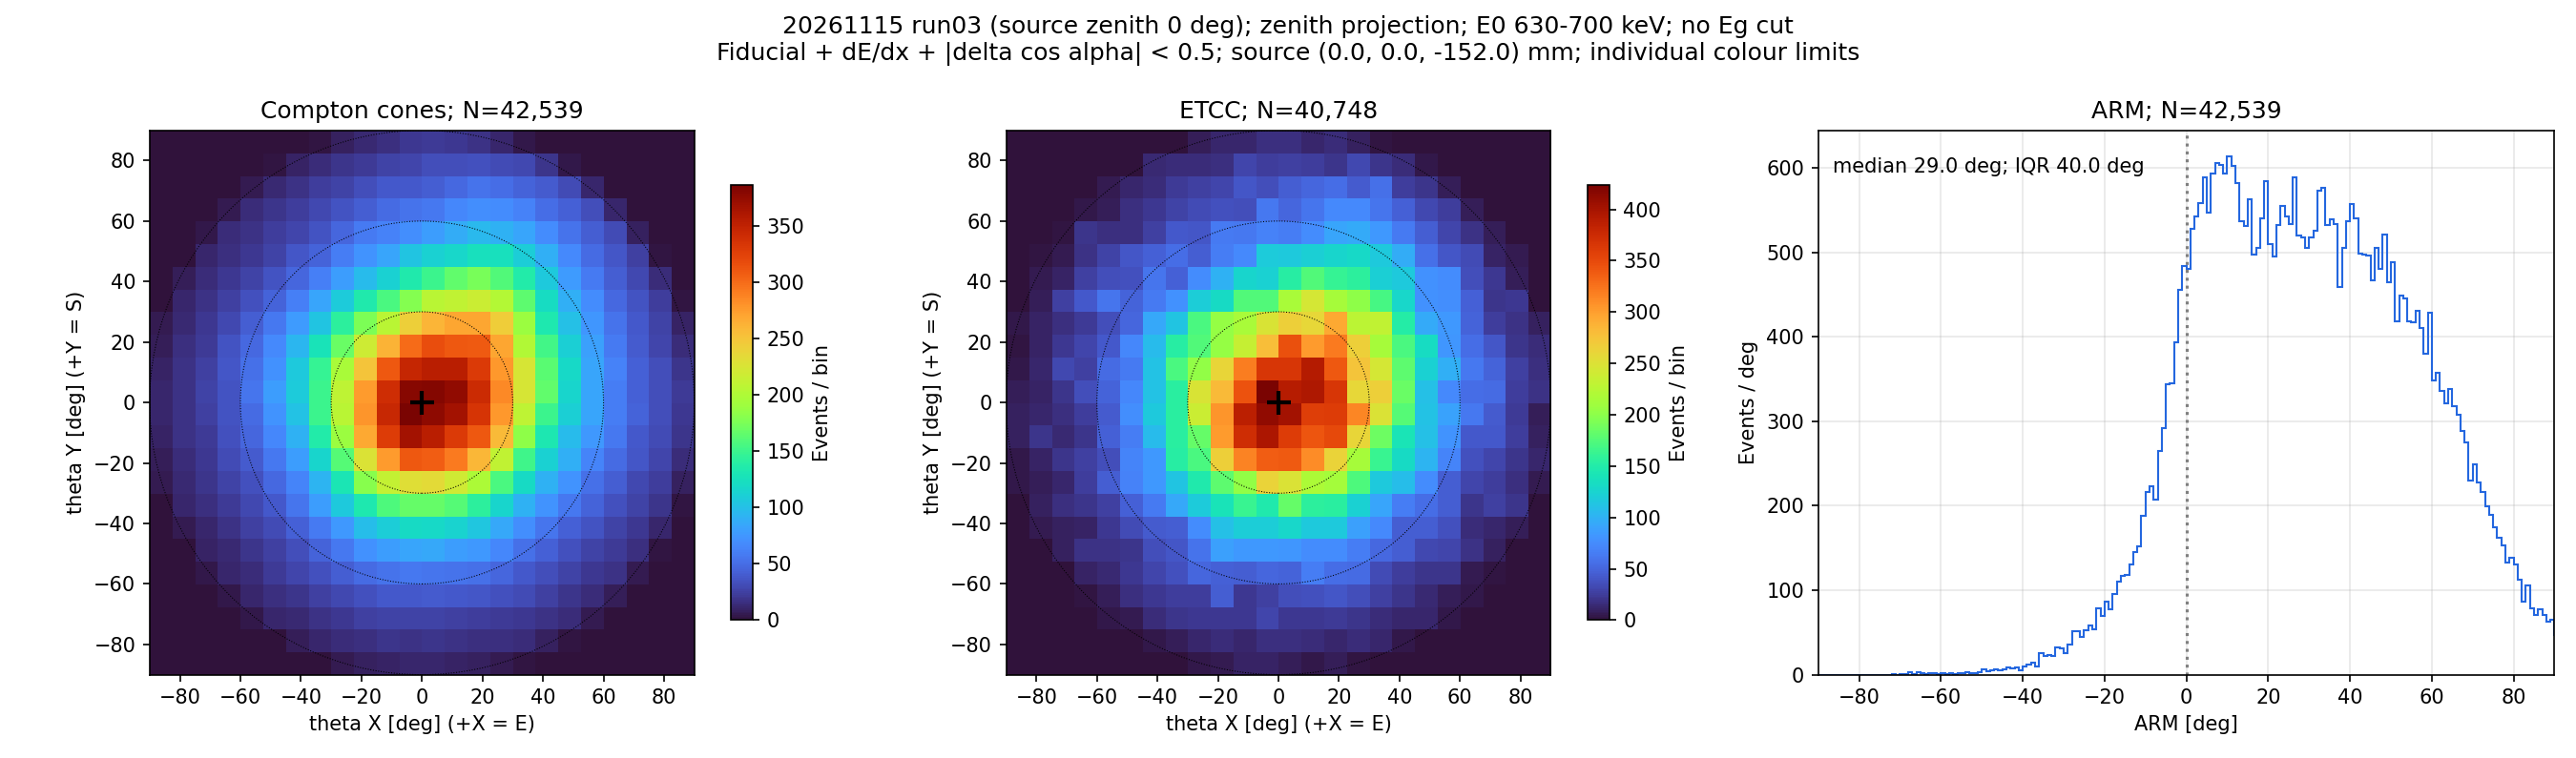 20261115 run03 (source zenith 0 deg); zenith projection; E0 630-700 keV; no Eg cut
Fiducial + dE/dx + |delta cos alpha| < 0.5; source (0.0, 0.0, -152.0) mm; individual colour limits
Compton cones; N=42,539
theta Y [deg] (+Y = S)
80
60
40
20
0
−20
−40
−60
−80
−80 −60 −40 −20 0 20 40 60 80
theta X [deg] (+X = E)
350
300
250
200
150
100
50
0
Events / bin
ETCC; N=40,748
theta Y [deg] (+Y = S)
80
60
40
20
0
−20
−40
−60
−80
−80 −60 −40 −20 0 20 40 60 80
theta X [deg] (+X = E)
400
350
300
250
200
150
100
50
0
Events / bin
ARM; N=42,539
median 29.0 deg; IQR 40.0 deg
Events / deg
600
500
400
300
200
100
0
−80 −60 −40 −20 0 20 40 60 80
ARM [deg]